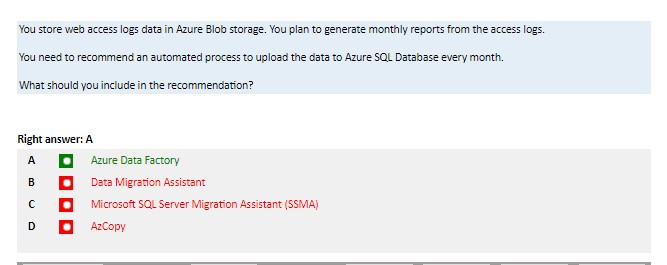 You store web access logs data in Azure Blob storage. You plan to generate monthly reports from the access logs.
You need to recommend an automated process to upload the data to Azure SQL Database every month.
What should you include in the recommendation?
Right answer: A
A Azure Data Factory
B Data Migration Assistant
C Microsoft SQL Server Migration Assistant (SSMA)
D AzCopy